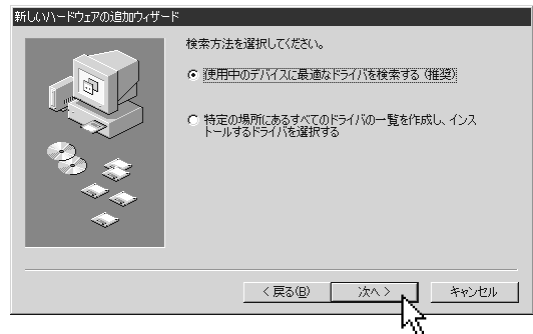 新しいハードウェアの追加ウィザード
検索方法を選択してください。
使用中のデバイスに最適なドライバを検索する (推奨)
特定の場所にあるすべてのドライバの一覧を作成し、インス
トールするドライバを選択する
< 戻る(B)
次へ >
キャンセル